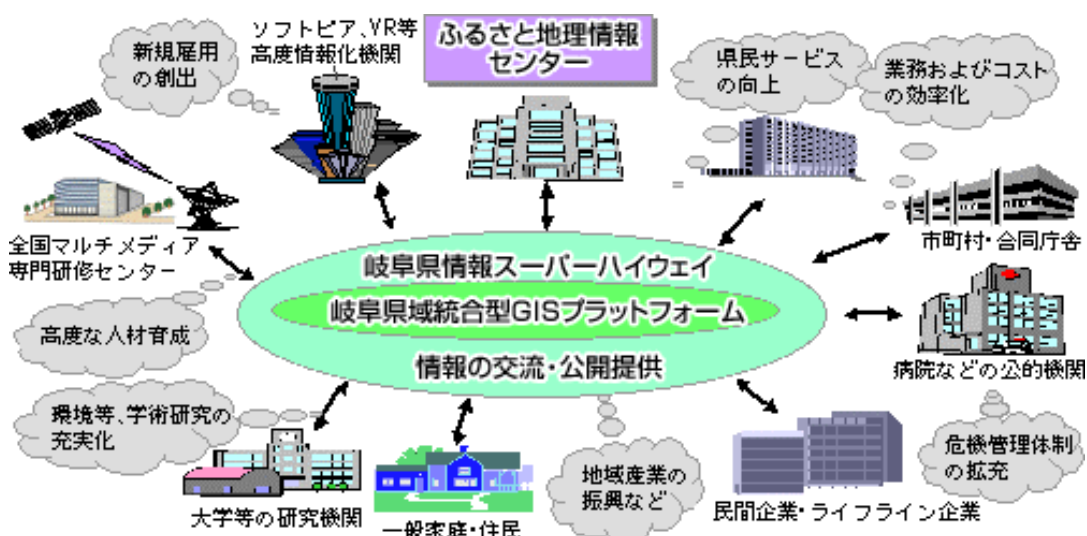 新規雇用
の創出
ソフトピア、VR等
高度情報化機関
ふるさと地理情報
センター
県民サービス
の向上
業務およびコスト
の効率化
全国マルチメディア
専門研修センター
市町村・合同庁舎
岐阜県情報スーパーハイウェイ
岐阜県域統合型GISプラットフォーム
情報の交流・公開提供
高度な人材育成
病院などの公的機関
環境等、学術研究の
充実化
大学等の研究機関
一般家庭・住民
地域産業の
振興など
民間企業・ライフライン企業
危機管理体制
の拡充